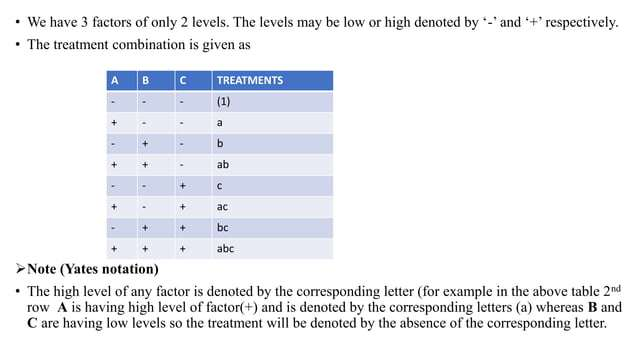 • We have 3 factors of only 2 levels. The levels may be low or high denoted by ‘-’ and ‘+’ respectively.
• The treatment combination is given as
A B C TREATMENTS
- - - (1)
+ - - a
- + - b
+ + - ab
- - + c
+ - + ac
- + + bc
+ + + abc
➢Note (Yates notation)
• The high level of any factor is denoted by the corresponding letter (for example in the above table 2nd
row A is having high level of factor(+) and is denoted by the corresponding letters (a) whereas B and
C are having low levels so the treatment will be denoted by the absence of the corresponding letter.